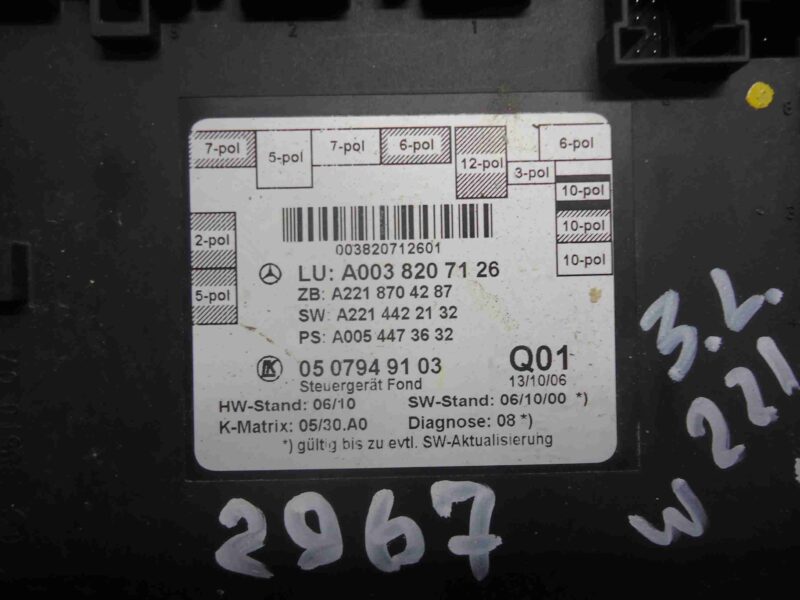 5 2 1
7-pol 5-pol 7-pol 6-pol 12-pol 3-pol 6-pol
10-pol
10-pol
10-pol
2-pol
5-pol
003820712601
LU: A003 820 71 26
ZB: A221 870 42 87
SW: A221 442 21 32
PS: A005 447 36 32
05 0794 91 03
Q01
Steuergerät Fond
13/10/06
HW-Stand: 06/10 SW-Stand: 06/10/00 *)
K-Matrix: 05/30.A0 Diagnose: 08 *)
*) gültig bis zu evtl. SW-Aktualisierung
3.L.
W 221
2967